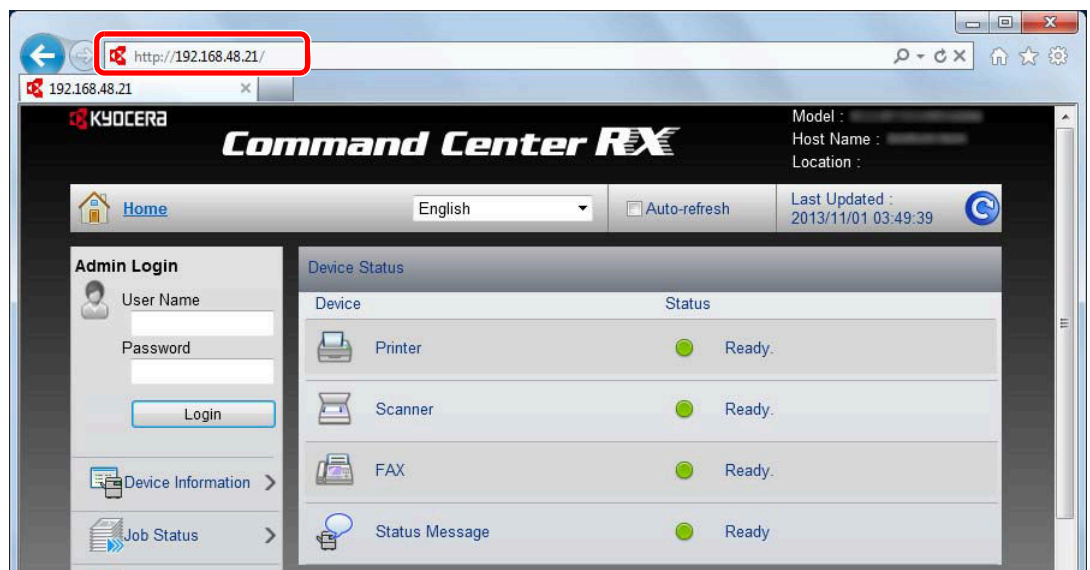 http://192.168.48.21/
192.168.48.21
KYOCERA
Command Center RX
Model :
Host Name :
Location :
Home
English
Auto-refresh
Last Updated :
2013/11/01 03:49:39
Admin Login
User Name
Password
Login
Device Information
Job Status
Device Status
Device Status
Printer Ready.
Scanner Ready.
FAX Ready.
Status Message Ready